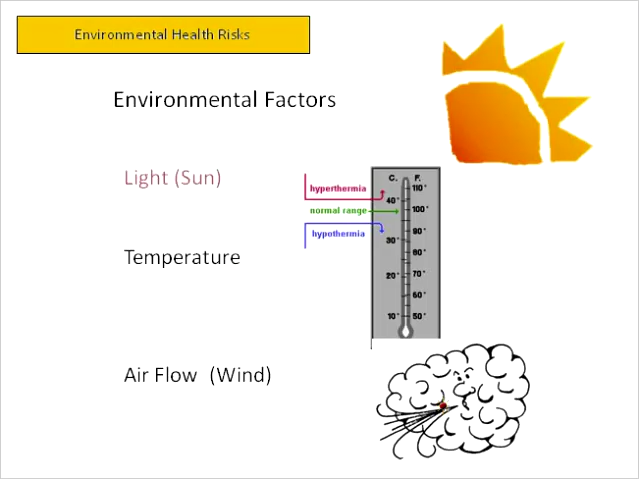 Environmental Health Risks
Environmental Factors
Light (Sun)
C. F.
110°
hyperthermia
40°
normal range
100°
hypothermia
90°
30°
80°
Temperature
20° 70°
60°
10° 50°
Air Flow (Wind)